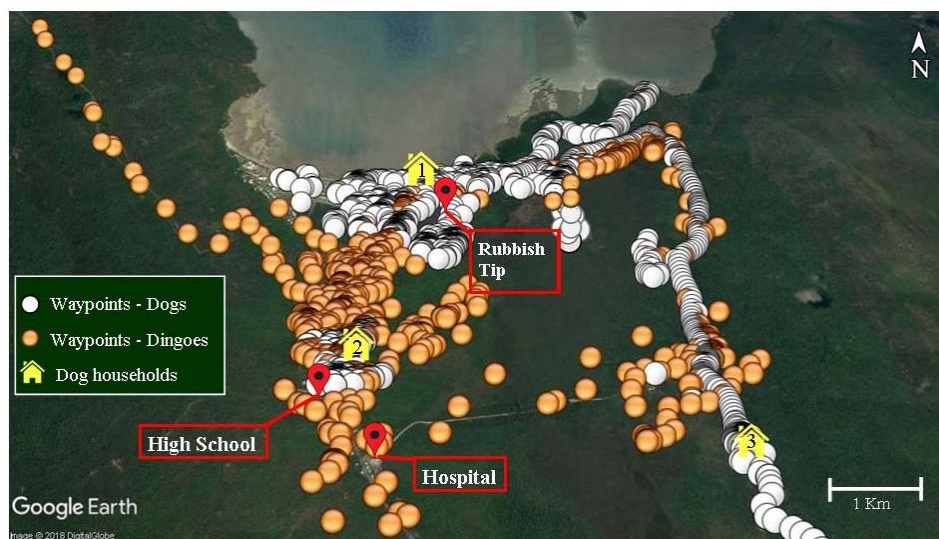 N
1
Rubbish
Tip
Waypoints - Dogs
Waypoints - Dingoes
Dog households
2
High School
3
Hospital
1 Km
Google Earth
Image © 2018 DigitalGlobe